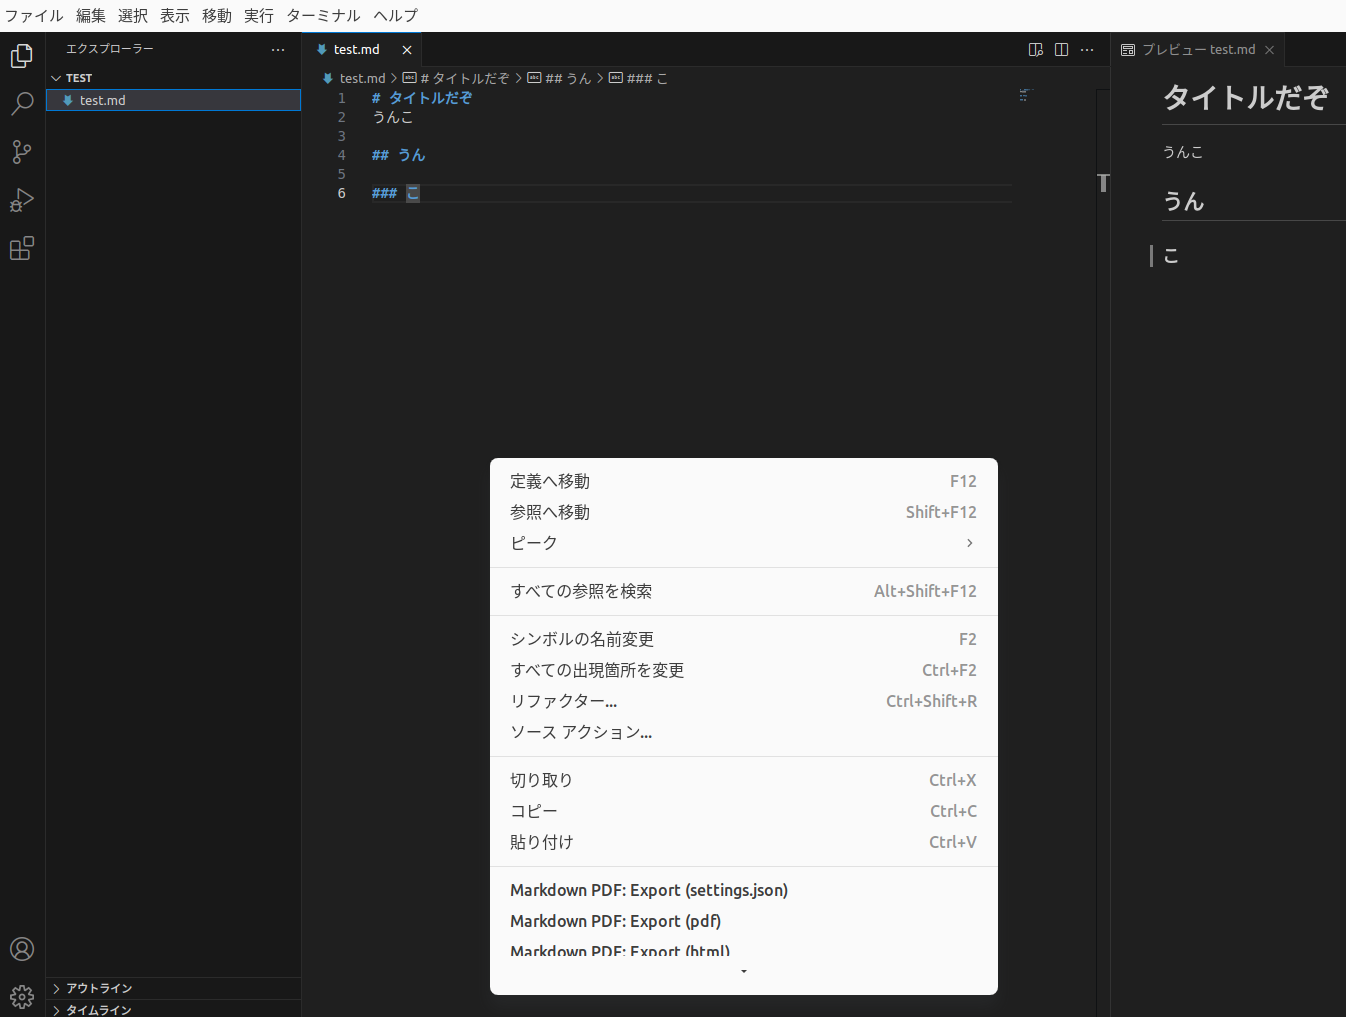 ファイル 編集 選択 表示 移動 実行 ターミナル ヘルプ
エクスプローラー
TEST
test.md
test.md
test.md > # タイトルだぞ > ## うん > ### こ
1 # タイトルだぞ
2 うんこ
3
4 ## うん
5
6 ### こ
プレビュー test.md
タイトルだぞ
うんこ
うん
こ
定義へ移動 F12
参照へ移動 Shift+F12
ピーク
すべての参照を検索 Alt+Shift+F12
シンボルの名前変更 F2
すべての出現箇所を変更 Ctrl+F2
リファクター... Ctrl+Shift+R
ソース アクション...
切り取り Ctrl+X
コピー Ctrl+C
貼り付け Ctrl+V
Markdown PDF: Export (settings.json)
Markdown PDF: Export (pdf)
Markdown PDF: Export (html)
アウトライン
タイムライン